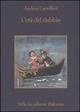 Andrea Camilleri
L'età del dubbio
Sellerio editore Palermo